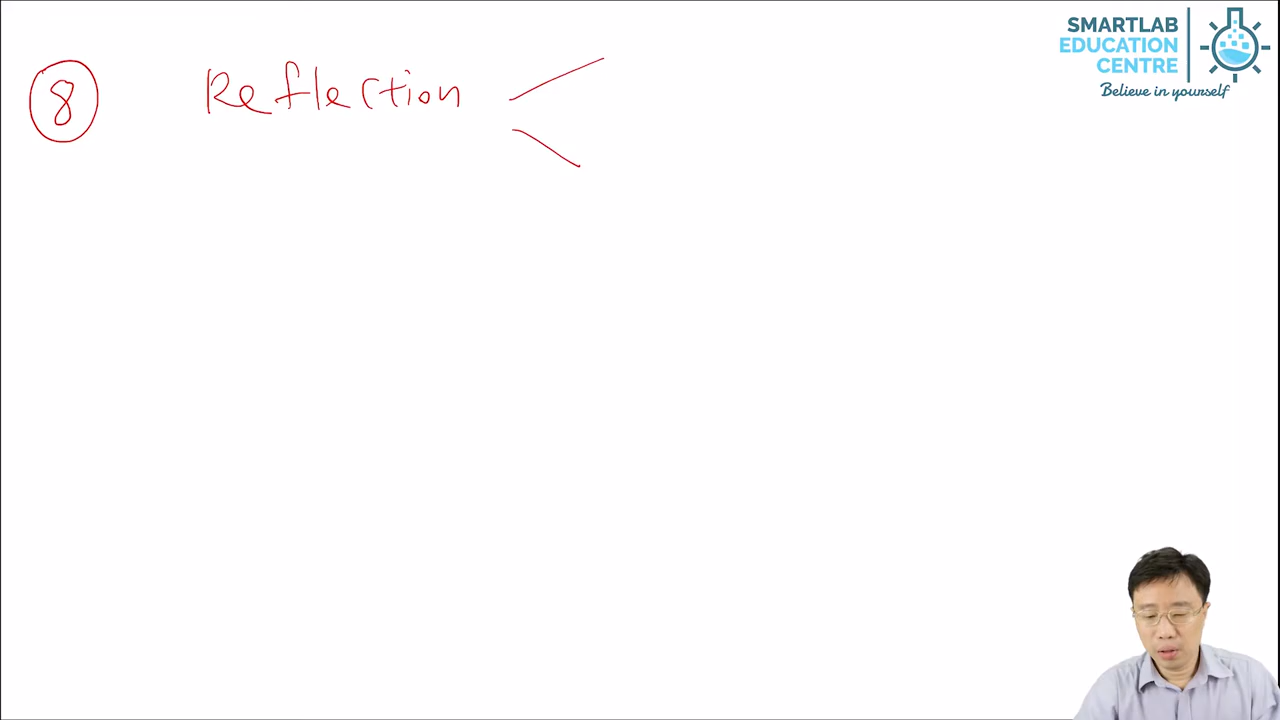 8 Reflection
SMARTLAB
EDUCATION
CENTRE
Believe in yourself